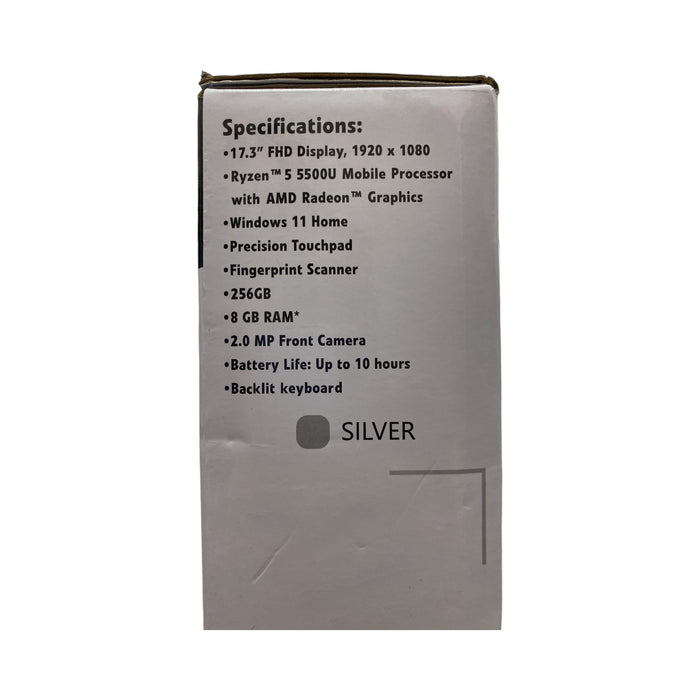 Specifications:
•17.3” FHD Display, 1920 x 1080
•Ryzen™ 5 5500U Mobile Processor
with AMD Radeon™ Graphics
•Windows 11 Home
•Precision Touchpad
•Fingerprint Scanner
•256GB
•8 GB RAM*
•2.0 MP Front Camera
•Battery Life: Up to 10 hours
•Backlit keyboard
SILVER